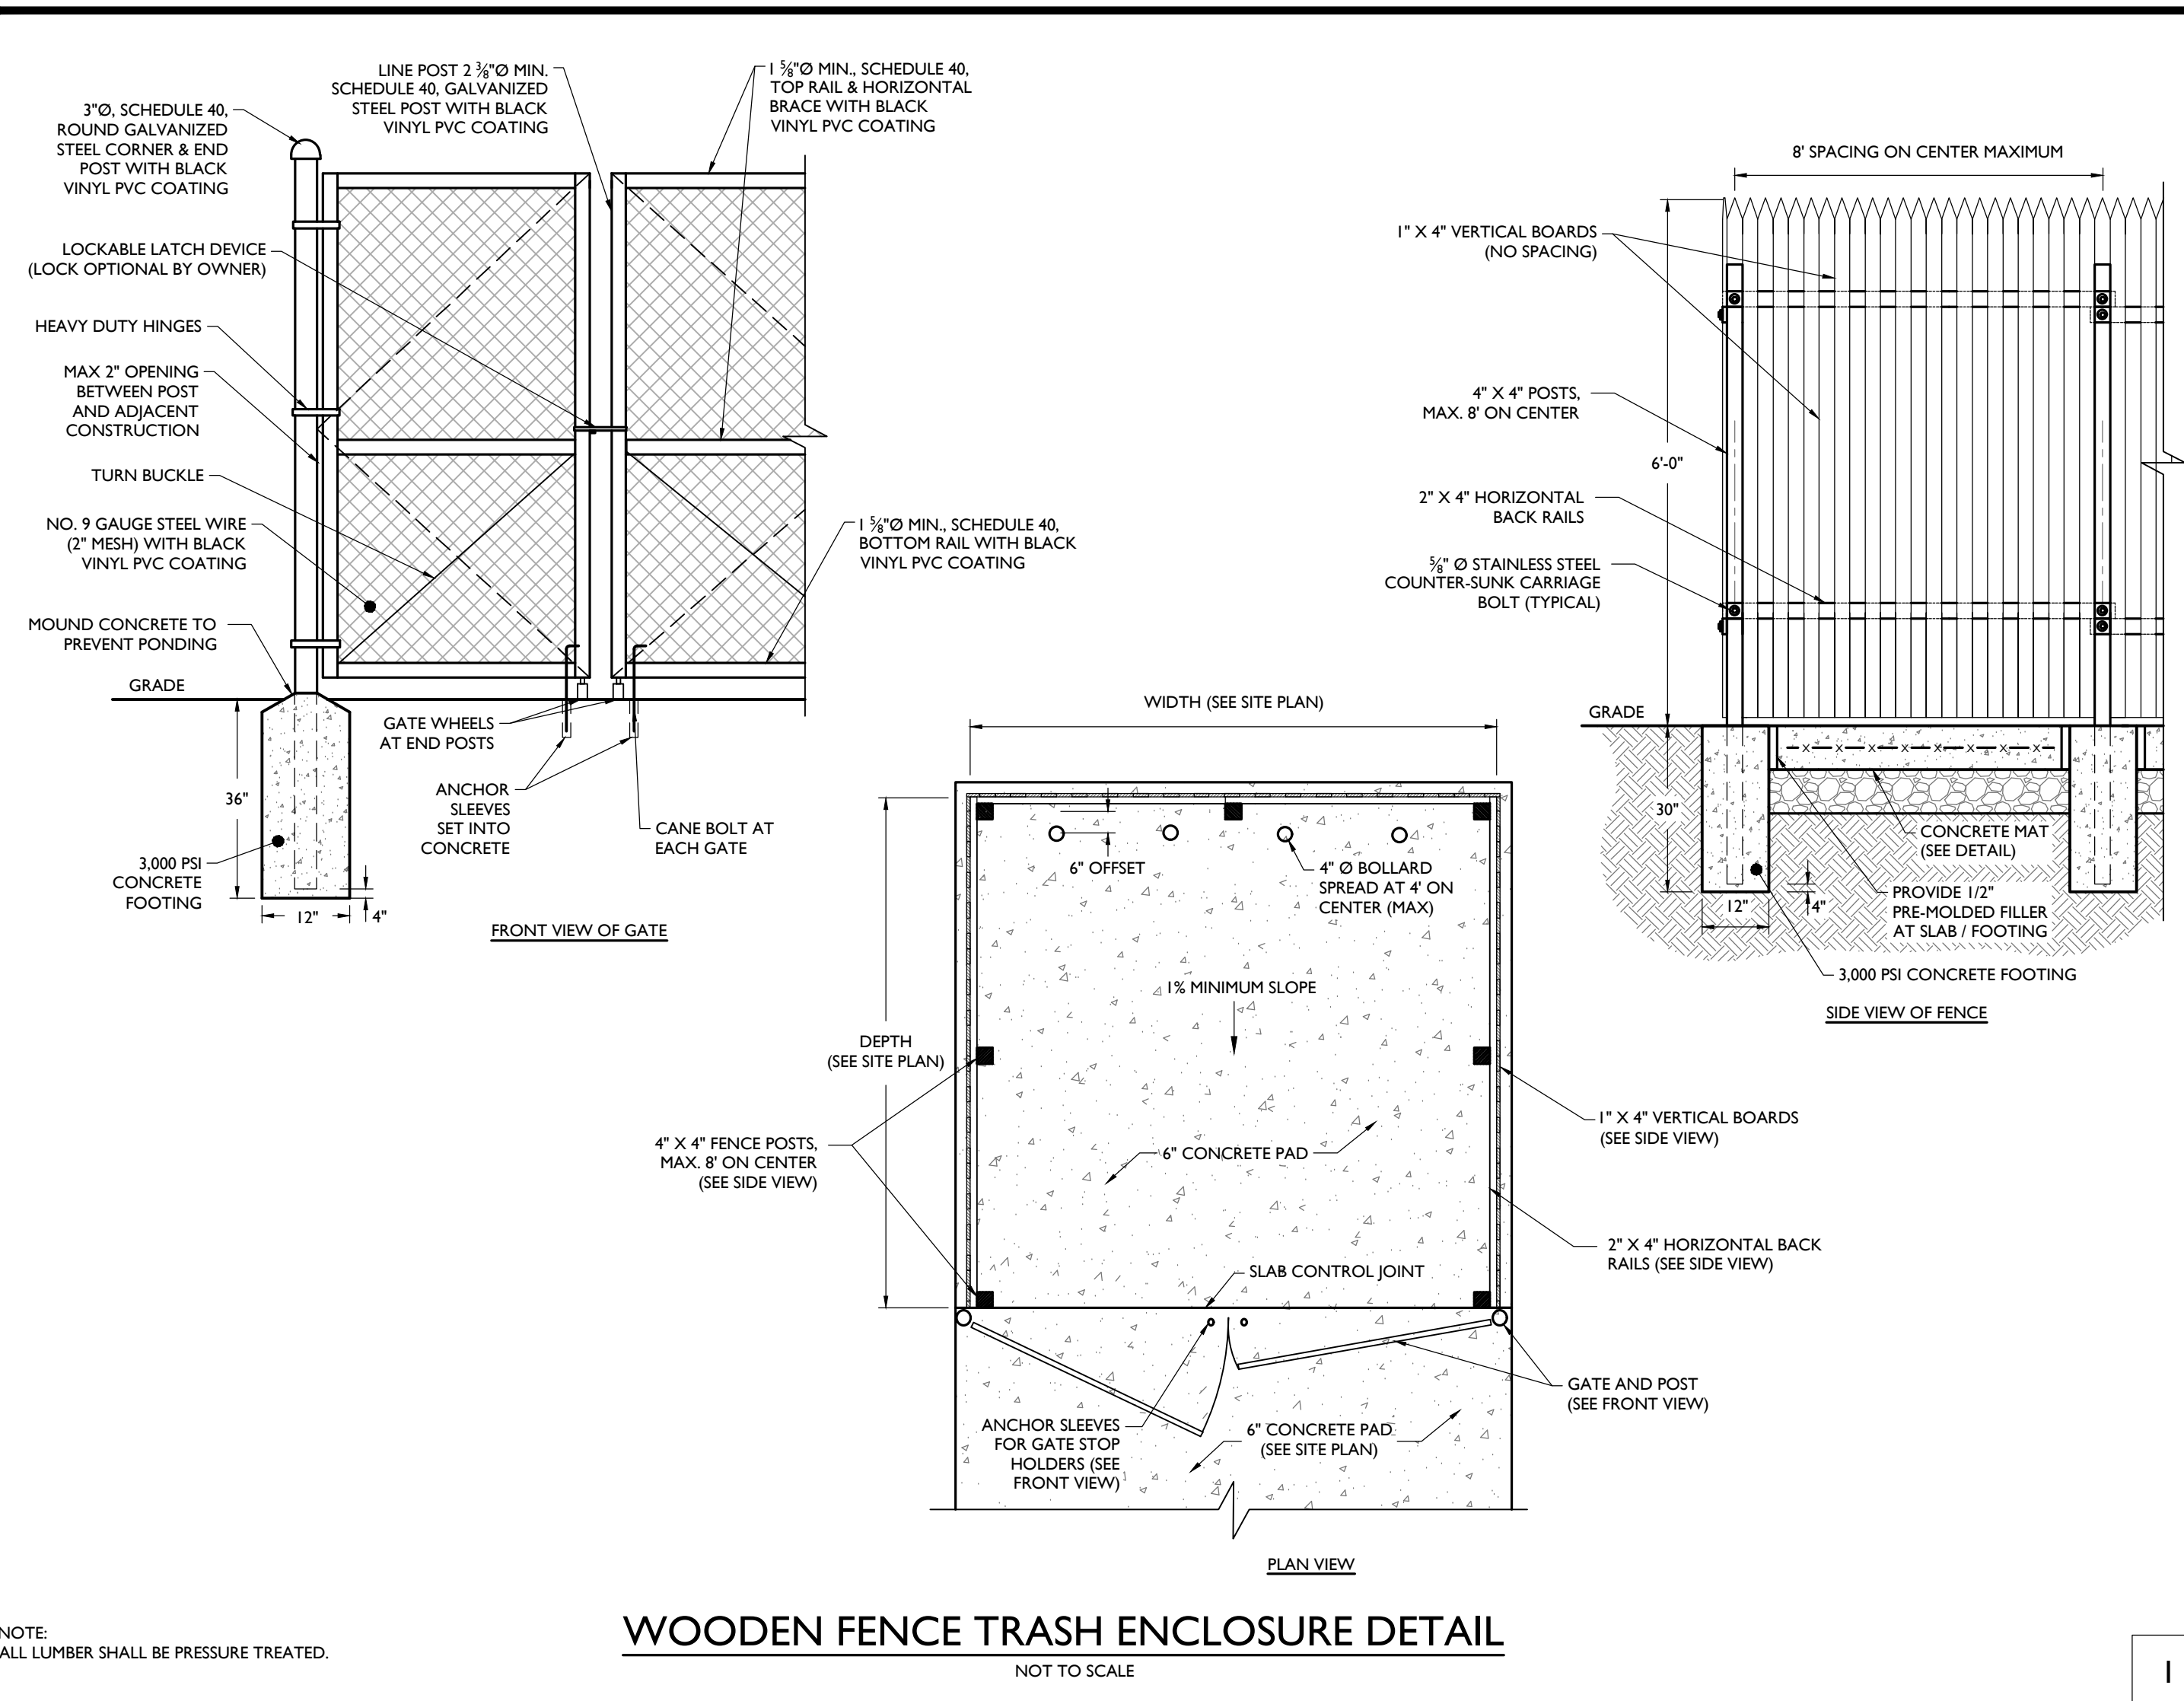 LINE POST 2 ⅜"Ø MIN.
SCHEDULE 40, GALVANIZED
STEEL POST WITH BLACK
VINYL PVC COATING
1 ⅝"Ø MIN., SCHEDULE 40,
TOP RAIL & HORIZONTAL
BRACE WITH BLACK
VINYL PVC COATING
3"Ø, SCHEDULE 40,
ROUND GALVANIZED
STEEL CORNER & END
POST WITH BLACK
VINYL PVC COATING
LOCKABLE LATCH DEVICE
(LOCK OPTIONAL BY OWNER)
HEAVY DUTY HINGES
MAX 2" OPENING
BETWEEN POST
AND ADJACENT
CONSTRUCTION
TURN BUCKLE
NO. 9 GAUGE STEEL WIRE
(2" MESH) WITH BLACK
VINYL PVC COATING
1 ⅝"Ø MIN., SCHEDULE 40,
BOTTOM RAIL WITH BLACK
VINYL PVC COATING
MOUND CONCRETE TO
PREVENT PONDING
GRADE
GATE WHEELS
AT END POSTS
ANCHOR
SLEEVES
SET INTO
CONCRETE
CANE BOLT AT
EACH GATE
36"
3,000 PSI
CONCRETE
FOOTING
12"
4"
FRONT VIEW OF GATE
8' SPACING ON CENTER MAXIMUM
1" X 4" VERTICAL BOARDS
(NO SPACING)
4" X 4" POSTS,
MAX. 8' ON CENTER
6'-0"
2" X 4" HORIZONTAL
BACK RAILS
⅝" Ø STAINLESS STEEL
COUNTER-SUNK CARRIAGE
BOLT (TYPICAL)
GRADE
X X X X X X X X
30"
CONCRETE MAT
(SEE DETAIL)
PROVIDE 1/2"
PRE-MOLDED FILLER
AT SLAB / FOOTING
12"
4"
3,000 PSI CONCRETE FOOTING
SIDE VIEW OF FENCE
WIDTH (SEE SITE PLAN)
6" OFFSET
4" Ø BOLLARD
SPREAD AT 4' ON
CENTER (MAX)
1% MINIMUM SLOPE
DEPTH
(SEE SITE PLAN)
4" X 4" FENCE POSTS,
MAX. 8' ON CENTER
(SEE SIDE VIEW)
6" CONCRETE PAD
1" X 4" VERTICAL BOARDS
(SEE SIDE VIEW)
2" X 4" HORIZONTAL BACK
RAILS (SEE SIDE VIEW)
SLAB CONTROL JOINT
GATE AND POST
(SEE FRONT VIEW)
ANCHOR SLEEVES
FOR GATE STOP
HOLDERS (SEE
FRONT VIEW)
6" CONCRETE PAD
(SEE SITE PLAN)
PLAN VIEW
WOODEN FENCE TRASH ENCLOSURE DETAIL
NOT TO SCALE
NOTE:
ALL LUMBER SHALL BE PRESSURE TREATED.
1